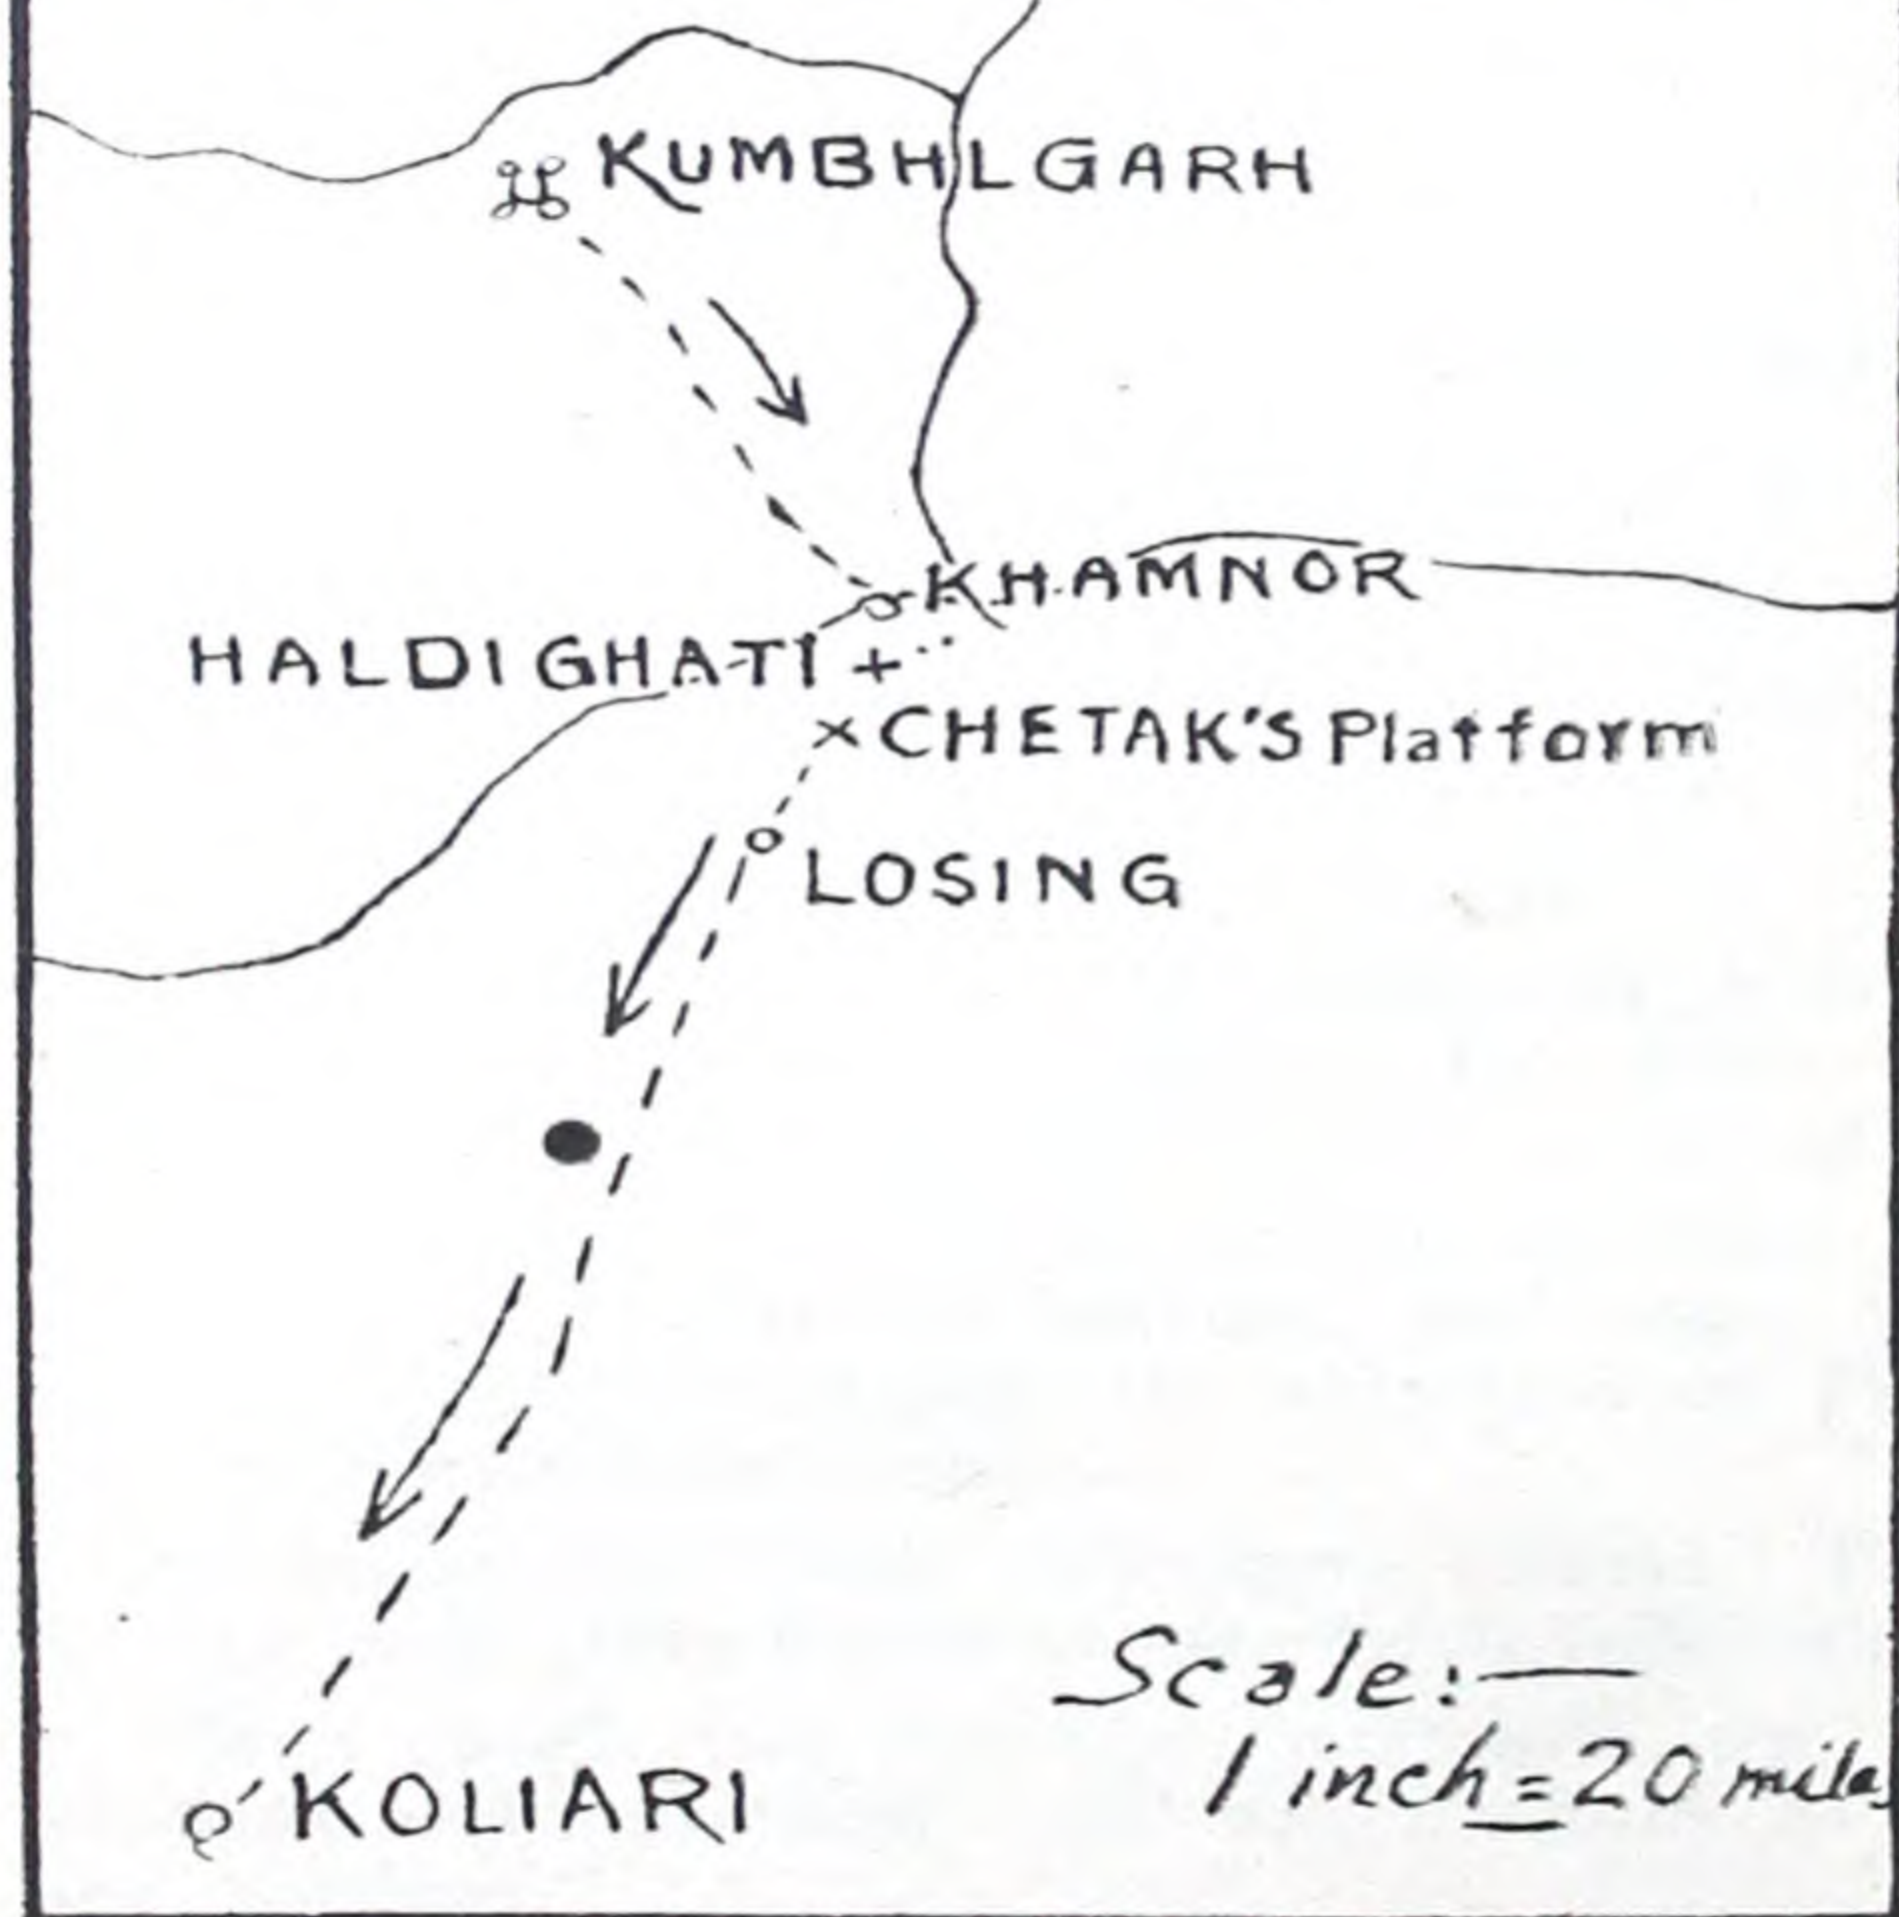 KUMBHLGARH
KHAMNOR
HALDIGHATI
CHETAK'S Platform
LOSING
KOLIARI
Scale:—
1 inch = 20 miles